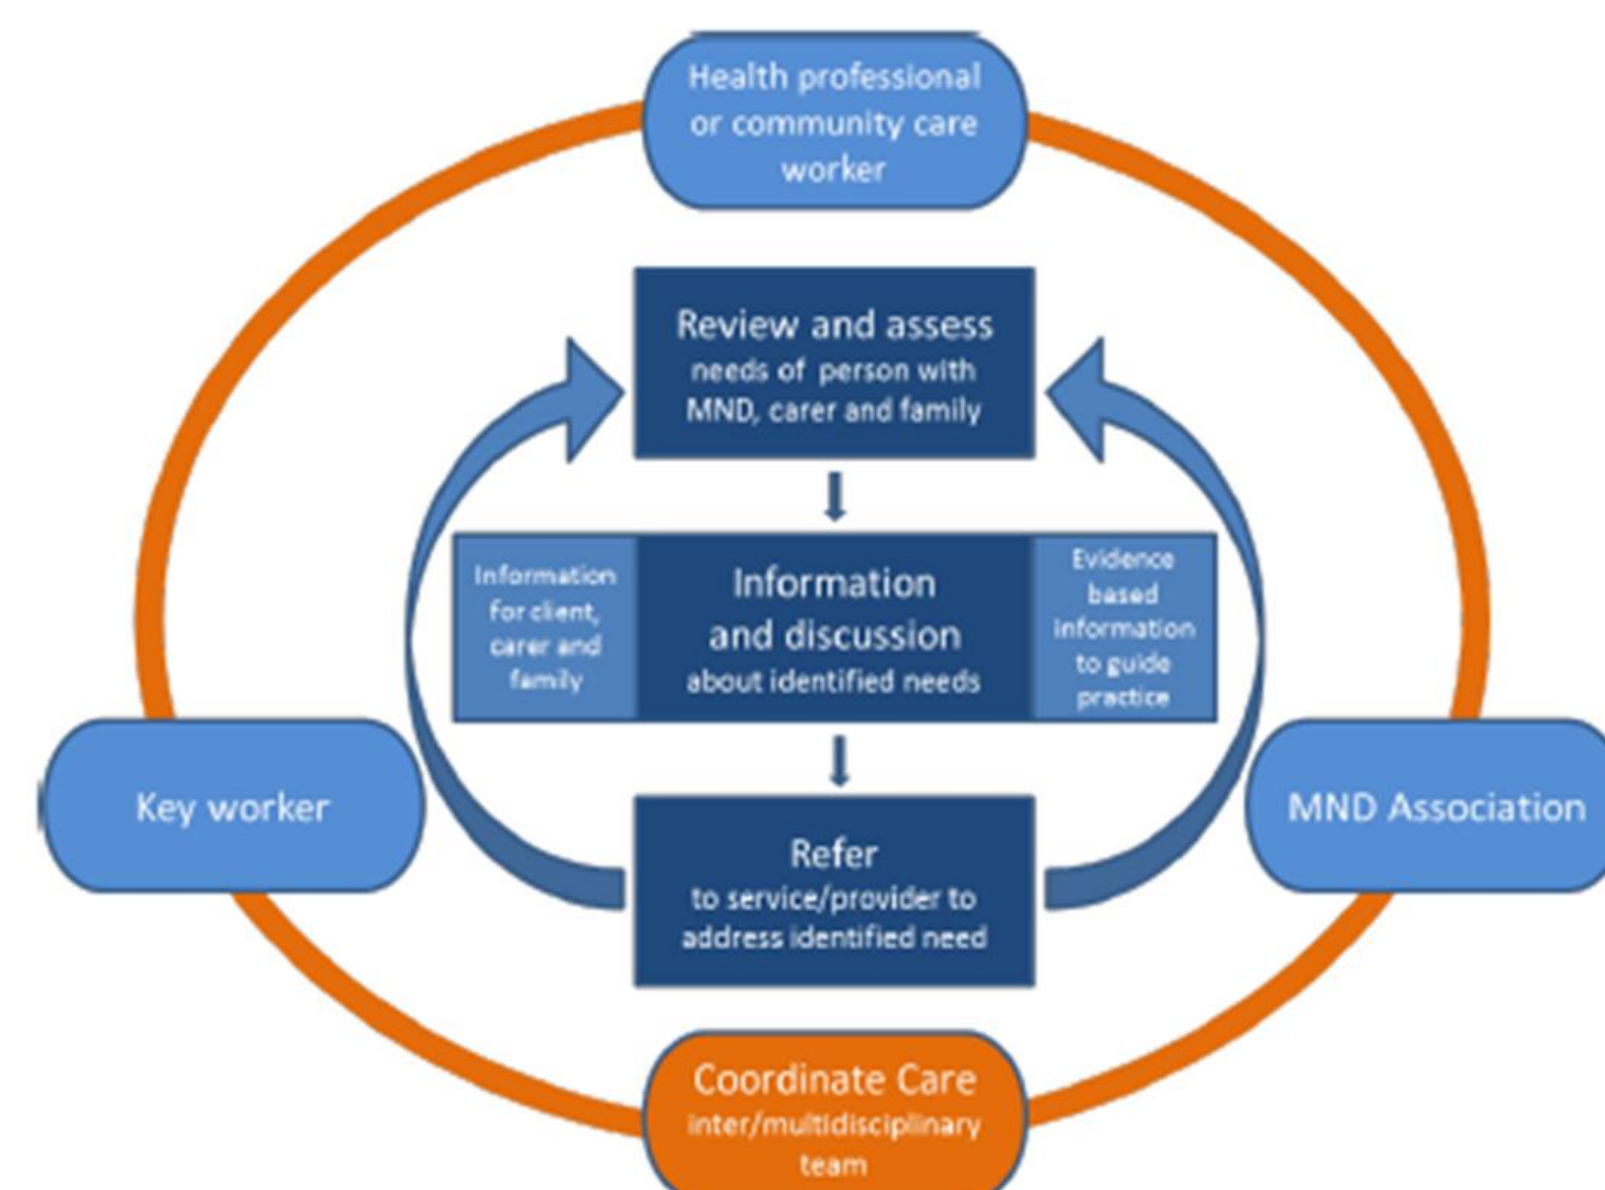 Health professional
or community care
worker
Review and assess
needs of person with
MND, carer and family
Information
for client,
carer and
family
Information
and discussion
about identified needs
Evidence
based
information
to guide
practice
Key worker
MND Association
Refer
to service/provider to
address identified need
Coordinate Care
inter/multidisciplinary
team